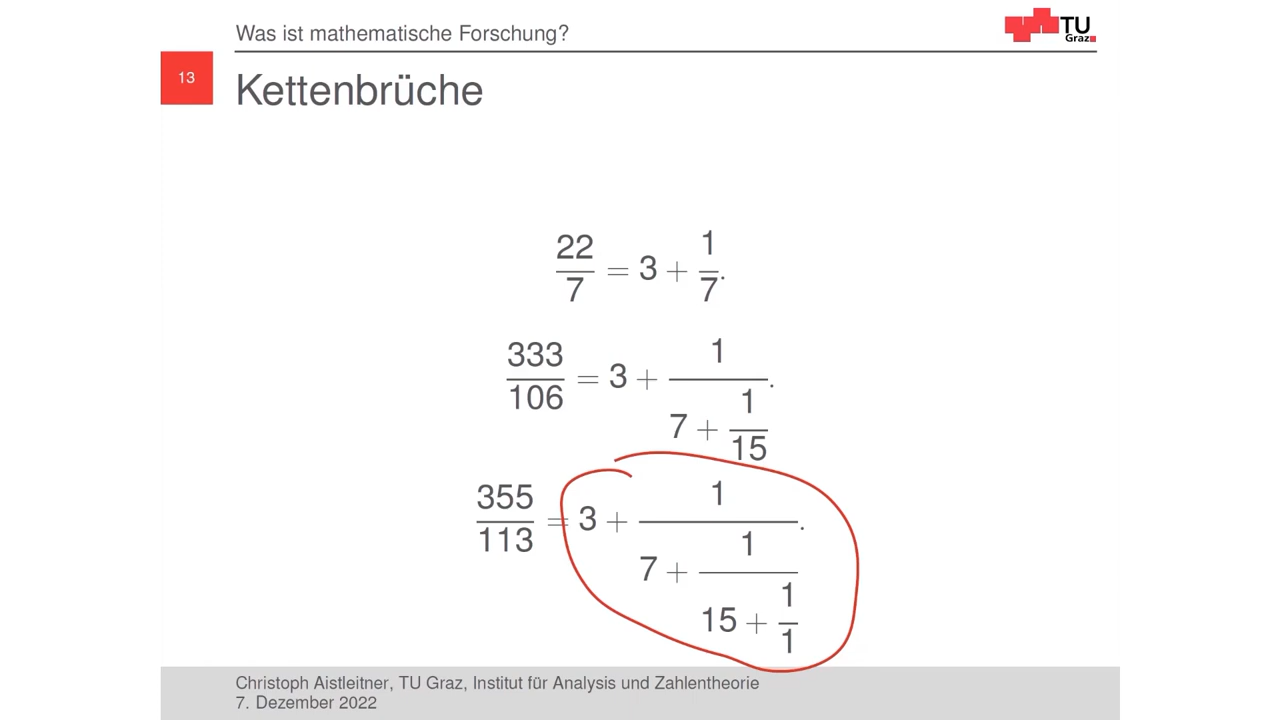 Was ist mathematische Forschung?
TU
Graz
13
Kettenbrüche
22/7 = 3 + 1/7.
333/106 = 3 + 1/(7 + 1/15).
355/113 = 3 + 1/(7 + 1/(15 + 1/1)).
Christoph Aistleitner, TU Graz, Institut für Analysis und Zahlentheorie
7. Dezember 2022